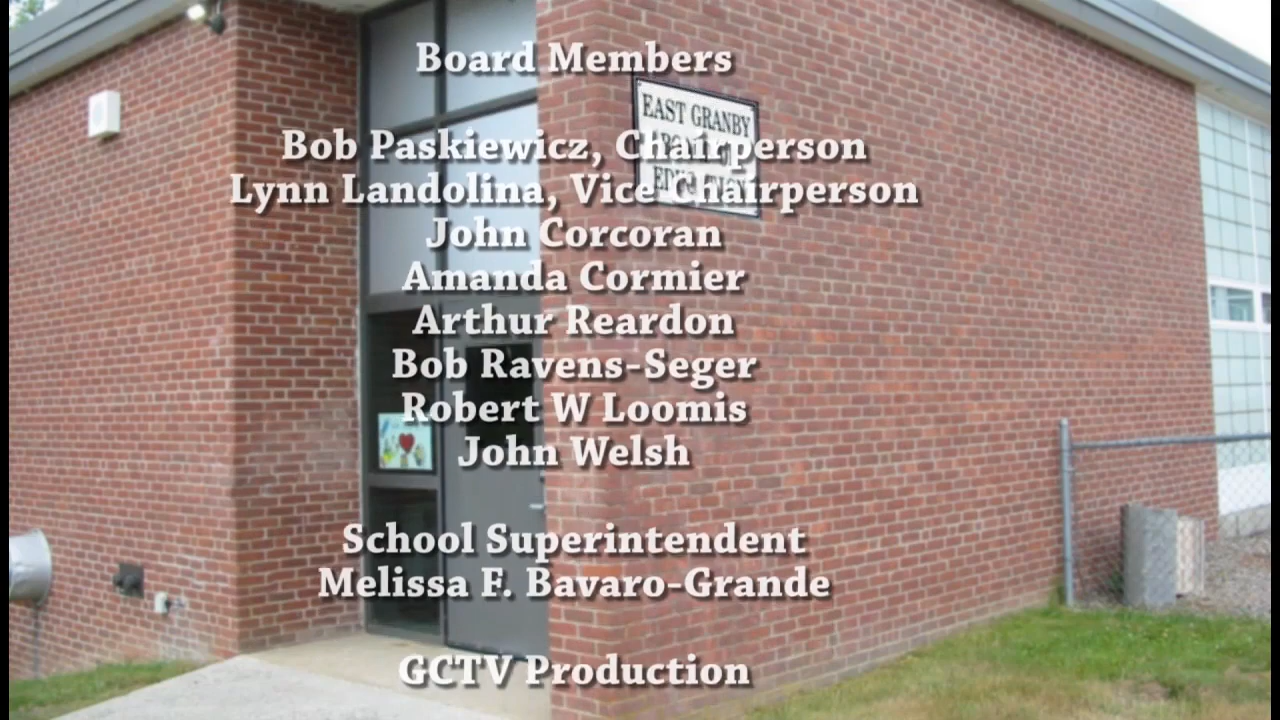 Board Members
EAST GRANBY
Bob Paskiewicz, Chairperson
Lynn Landolina, Vice Chairperson
John Corcoran
Amanda Cormier
Arthur Reardon
Bob Ravens-Seger
Robert W Loomis
John Welsh
School Superintendent
Melissa F. Bavaro-Grande
GCTV Production